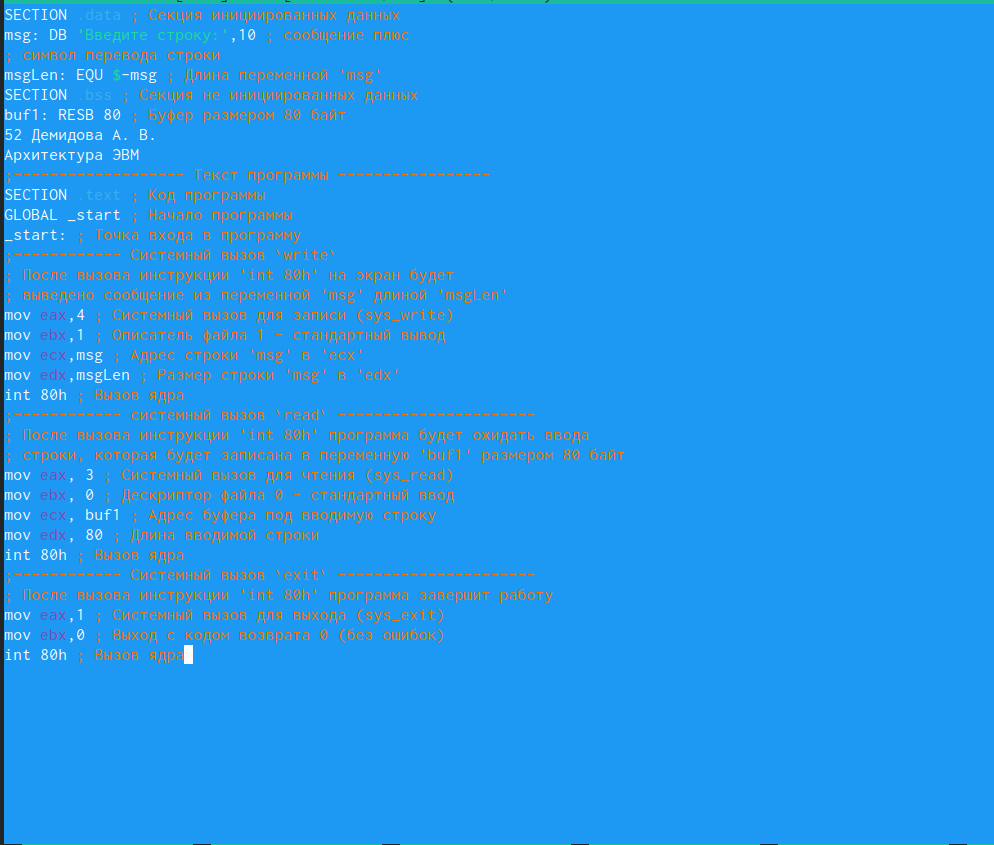 SECTION .data ; Секция инициированных данных
msg: DB 'Введите строку:',10 ; сообщение плюс
; символ перевода строки
msgLen: EQU $-msg ; Длина переменной 'msg'
SECTION .bss ; Секция не инициированных данных
buf1: RESB 80 ; Буфер размером 80 байт
52 Демидова А. В.
Архитектура ЭВМ
;------------------- Текст программы -----------------
SECTION .text ; Код программы
GLOBAL _start ; Начало программы
_start: ; Точка входа в программу
;------------ Cистемный вызов `write`
; После вызова инструкции 'int 80h' на экран будет
; выведено сообщение из переменной 'msg' длиной 'msgLen'
mov eax,4 ; Системный вызов для записи (sys_write)
mov ebx,1 ; Описатель файла 1 - стандартный вывод
mov ecx,msg ; Адрес строки 'msg' в 'ecx'
mov edx,msgLen ; Размер строки 'msg' в 'edx'
int 80h ; Вызов ядра
;------------ системный вызов `read` ----------------------
; После вызова инструкции 'int 80h' программа будет ожидать ввода
; строки, которая будет записана в переменную 'buf1' размером 80 байт
mov eax, 3 ; Системный вызов для чтения (sys_read)
mov ebx, 0 ; Дескриптор файла 0 - стандартный ввод
mov ecx, buf1 ; Адрес буфера под вводимую строку
mov edx, 80 ; Длина вводимой строки
int 80h ; Вызов ядра
;------------ Системный вызов `exit` ----------------------
; После вызова инструкции 'int 80h' программа завершит работу
mov eax,1 ; Системный вызов для выхода (sys_exit)
mov ebx,0 ; Выход с кодом возврата 0 (без ошибок)
int 80h ; Вызов ядра